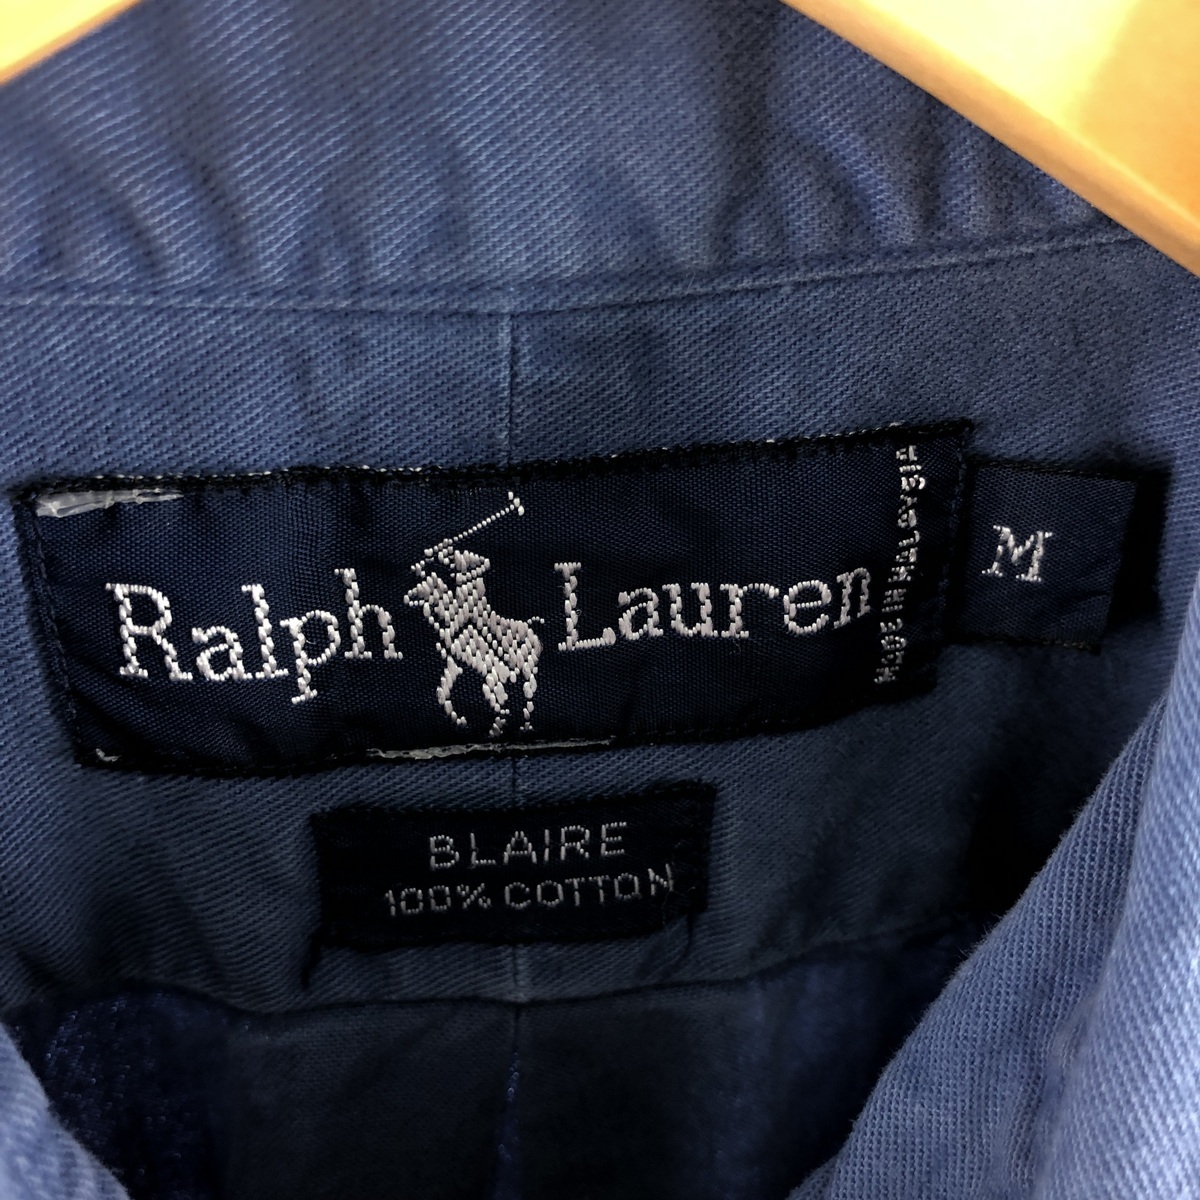 Ralph Lauren
MADE IN MALAYSIA
M
BLAIRE
100% COTTON